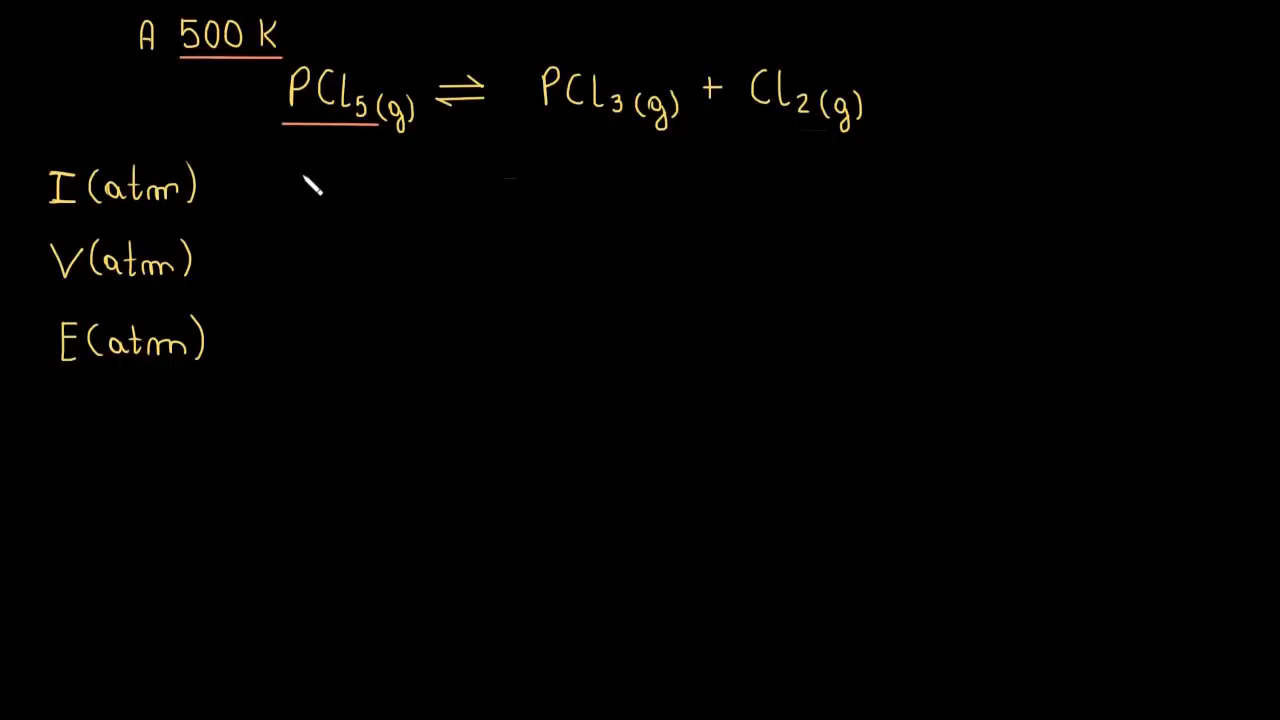 A 500 K
PCl₅(g) ⇌ PCl₃(g) + Cl₂(g)
I (atm)
V (atm)
E (atm)